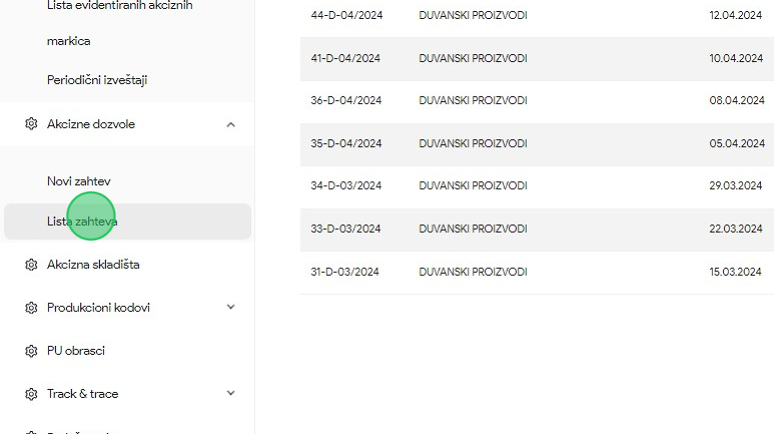 Lista evidentiranih akciznih
markica
Periodični izveštaji
Akcizne dozvole
Novi zahtev
Lista zahteva
Akcizna skladišta
Produkcioni kodovi
PU obrasci
Track & trace
44-D-04/2024 DUVANSKI PROIZVODI 12.04.2024
41-D-04/2024 DUVANSKI PROIZVODI 10.04.2024
36-D-04/2024 DUVANSKI PROIZVODI 08.04.2024
35-D-04/2024 DUVANSKI PROIZVODI 05.04.2024
34-D-03/2024 DUVANSKI PROIZVODI 29.03.2024
33-D-03/2024 DUVANSKI PROIZVODI 22.03.2024
31-D-03/2024 DUVANSKI PROIZVODI 15.03.2024